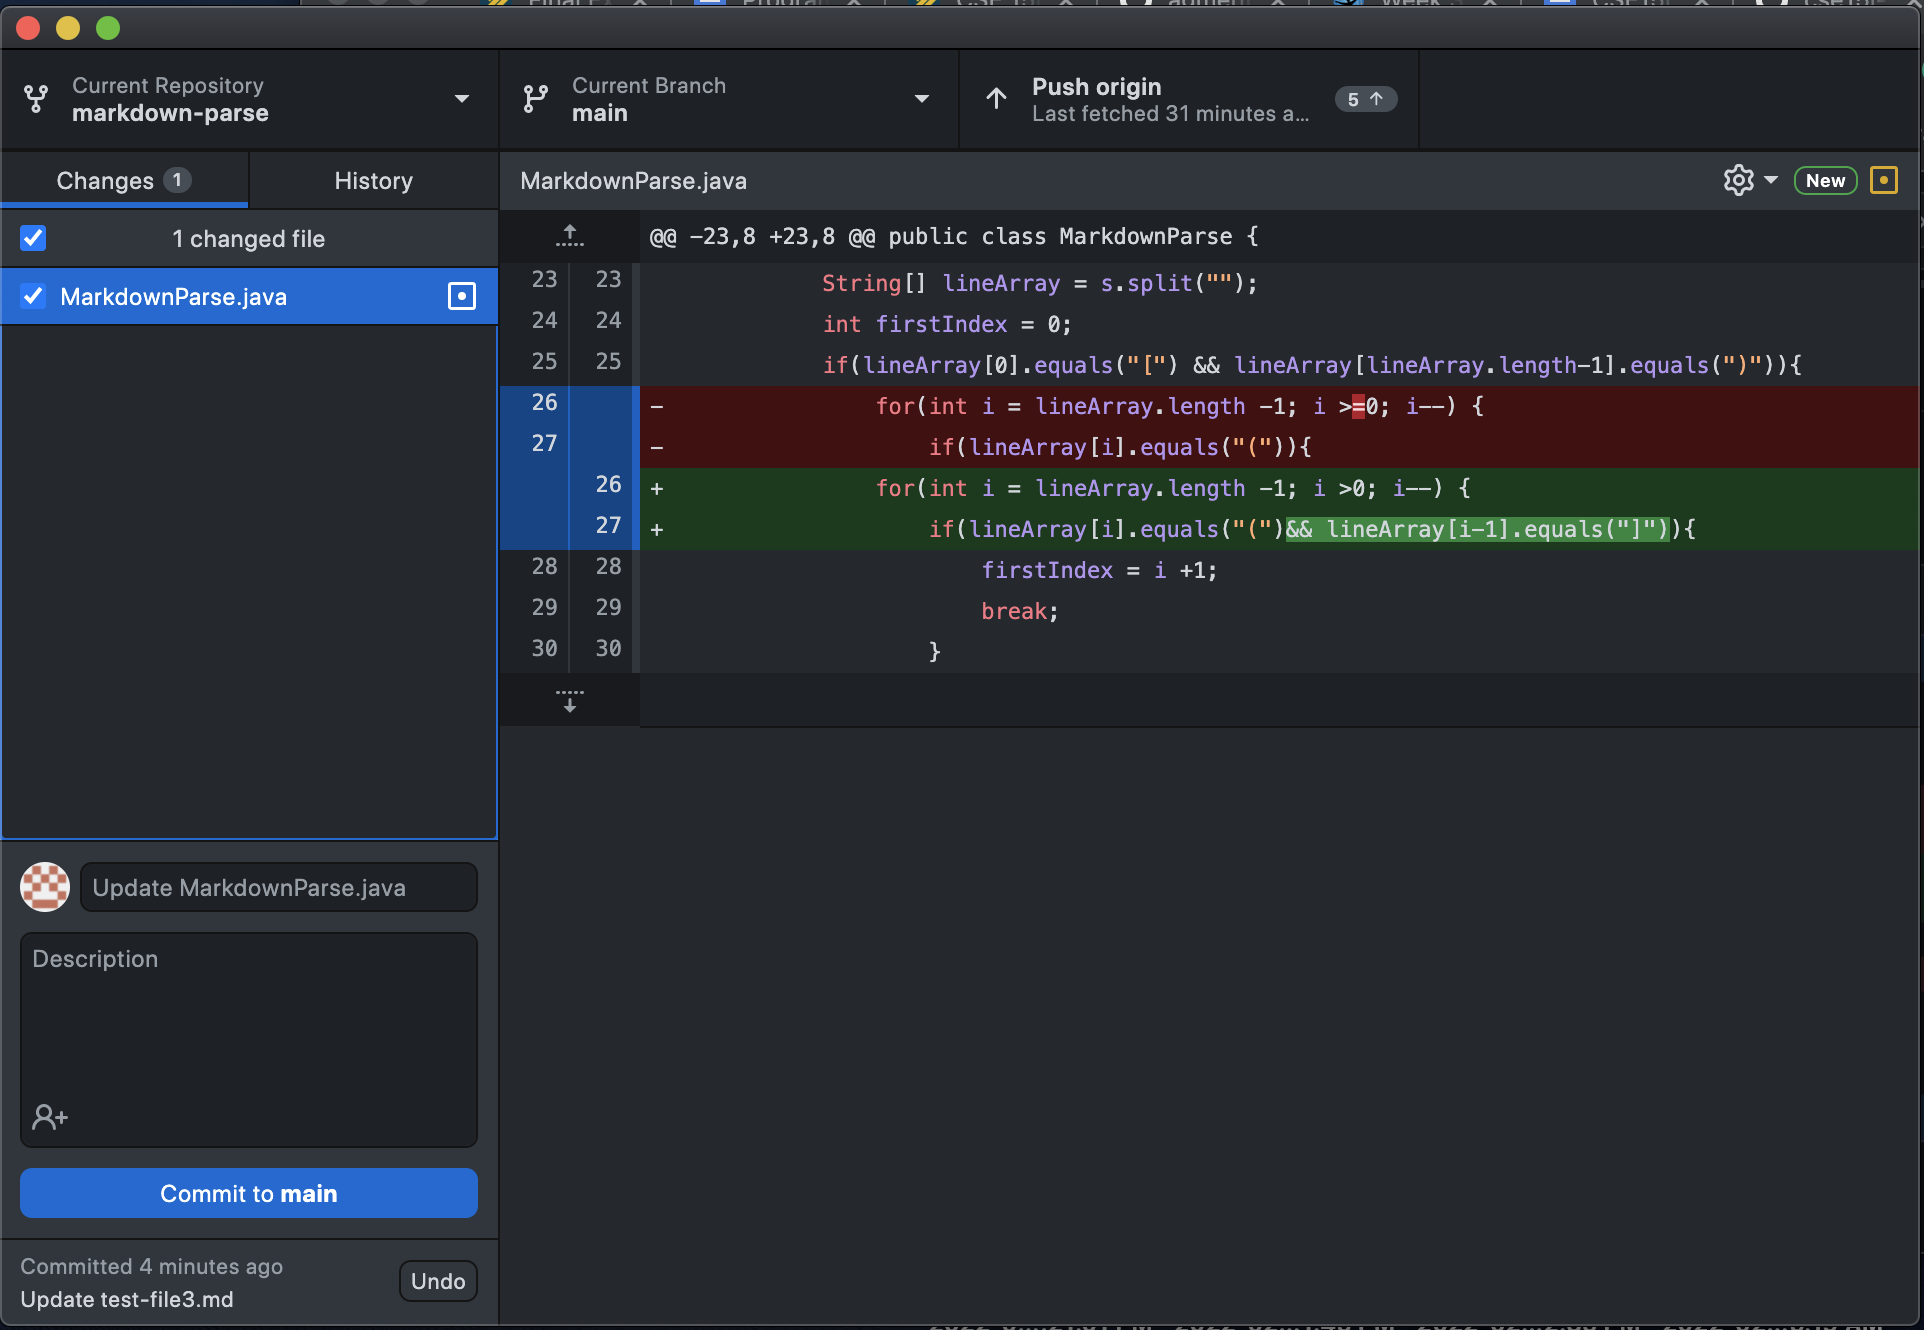 Current Repository
markdown-parse
Current Branch
main
Push origin
Last fetched 31 minutes a...
5 ↑
Changes 1
History
MarkdownParse.java
New
1 changed file
MarkdownParse.java
@@ -23,8 +23,8 @@ public class MarkdownParse {
23 23 String[] lineArray = s.split("");
24 24 int firstIndex = 0;
25 25 if(lineArray[0].equals("[") && lineArray[lineArray.length-1].equals(")")){
26 - for(int i = lineArray.length -1; i >=0; i--) {
27 - if(lineArray[i].equals("(")){
26 + for(int i = lineArray.length -1; i >0; i--) {
27 + if(lineArray[i].equals("(")&& lineArray[i-1].equals("]")){
28 28 firstIndex = i +1;
29 29 break;
30 30 }
Update MarkdownParse.java
Description
Commit to main
Committed 4 minutes ago
Update test-file3.md
Undo